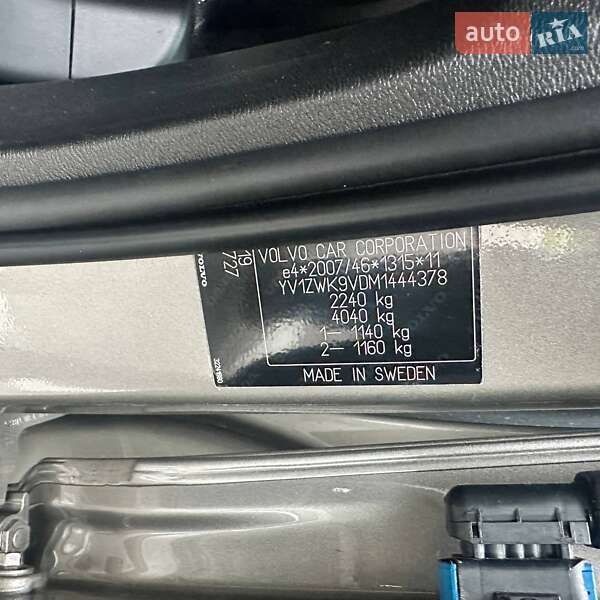 auto RIA
VOLVO CAR CORPORATION
e4*2007/46*1315*11
YV1ZWK9VDM1444378
2240 kg
4040 kg
1– 1140 kg
2– 1160 kg
MADE IN SWEDEN
727
VOLVO